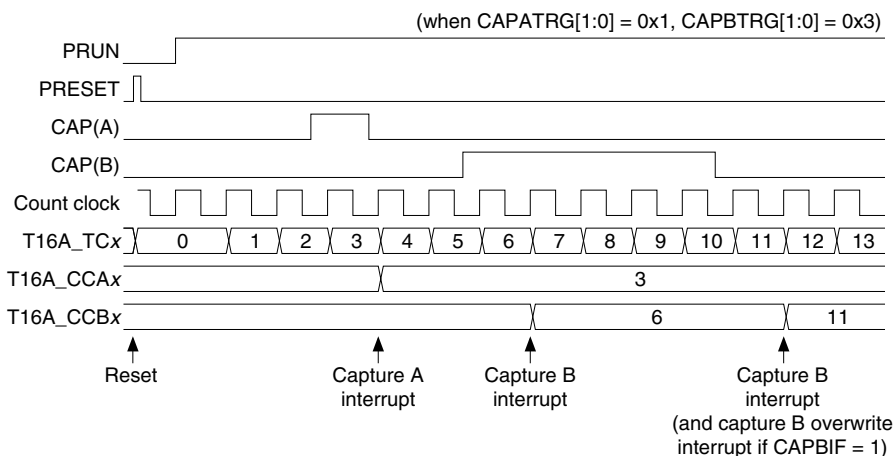 (when CAPATRG[1:0] = 0x1, CAPBTRG[1:0] = 0x3)
PRUN
PRESET
CAP(A)
CAP(B)
Count clock
T16A_TCx 0 1 2 3 4 5 6 7 8 9 10 11 12 13
T16A_CCAx 3
T16A_CCBx 6 11
Reset Capture A Capture B Capture B
interrupt interrupt interrupt
(and capture B overwrite
interrupt if CAPBIF = 1)